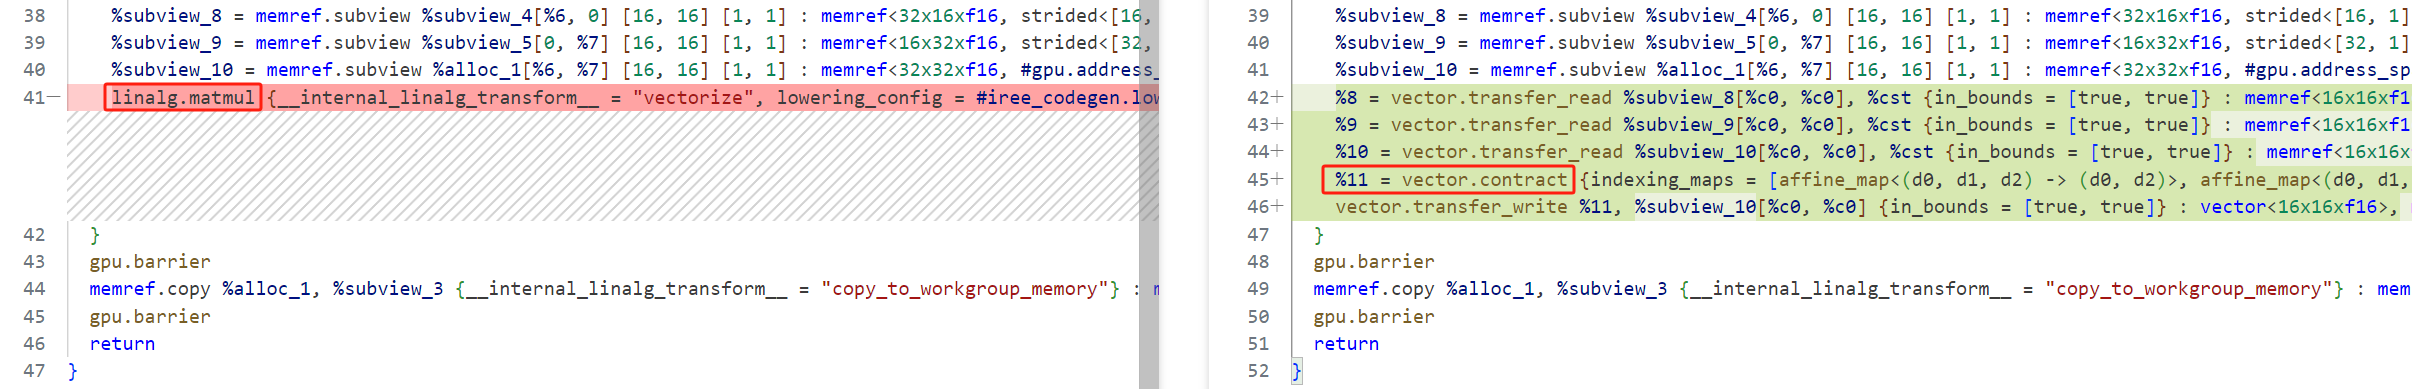 38 %subview_8 = memref.subview %subview_4[%6, 0] [16, 16] [1, 1] : memref<32x16xf16, strided<[16,
39 %subview_9 = memref.subview %subview_5[0, %7] [16, 16] [1, 1] : memref<16x32xf16, strided<[32,
40 %subview_10 = memref.subview %alloc_1[%6, %7] [16, 16] [1, 1] : memref<32x32xf16, #gpu.address_
41− linalg.matmul {__internal_linalg_transform__ = "vectorize", lowering_config = #iree_codegen.low
42 }
43 gpu.barrier
44 memref.copy %alloc_1, %subview_3 {__internal_linalg_transform__ = "copy_to_workgroup_memory"} : m
45 gpu.barrier
46 return
47 }
39 %subview_8 = memref.subview %subview_4[%6, 0] [16, 16] [1, 1] : memref<32x16xf16, strided<[16, 1]
40 %subview_9 = memref.subview %subview_5[0, %7] [16, 16] [1, 1] : memref<16x32xf16, strided<[32, 1]
41 %subview_10 = memref.subview %alloc_1[%6, %7] [16, 16] [1, 1] : memref<32x32xf16, #gpu.address_sp
42+ %8 = vector.transfer_read %subview_8[%c0, %c0], %cst {in_bounds = [true, true]} : memref<16x16xf1
43+ %9 = vector.transfer_read %subview_9[%c0, %c0], %cst {in_bounds = [true, true]} : memref<16x16xf1
44+ %10 = vector.transfer_read %subview_10[%c0, %c0], %cst {in_bounds = [true, true]} : memref<16x16x
45+ %11 = vector.contract {indexing_maps = [affine_map<(d0, d1, d2) -> (d0, d2)>, affine_map<(d0, d1,
46+ vector.transfer_write %11, %subview_10[%c0, %c0] {in_bounds = [true, true]} : vector<16x16xf16>,
47 }
48 gpu.barrier
49 memref.copy %alloc_1, %subview_3 {__internal_linalg_transform__ = "copy_to_workgroup_memory"} : mem
50 gpu.barrier
51 return
52 }